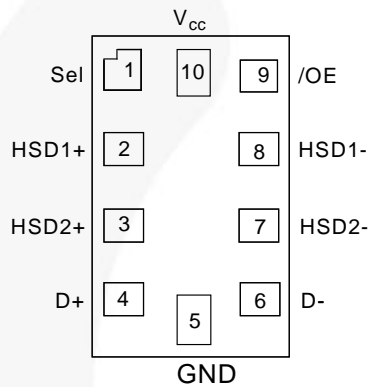 Vcc
Sel 1 10 9 /OE
HSD1+ 2 8 HSD1-
HSD2+ 3 7 HSD2-
D+ 4 5 6 D-
GND